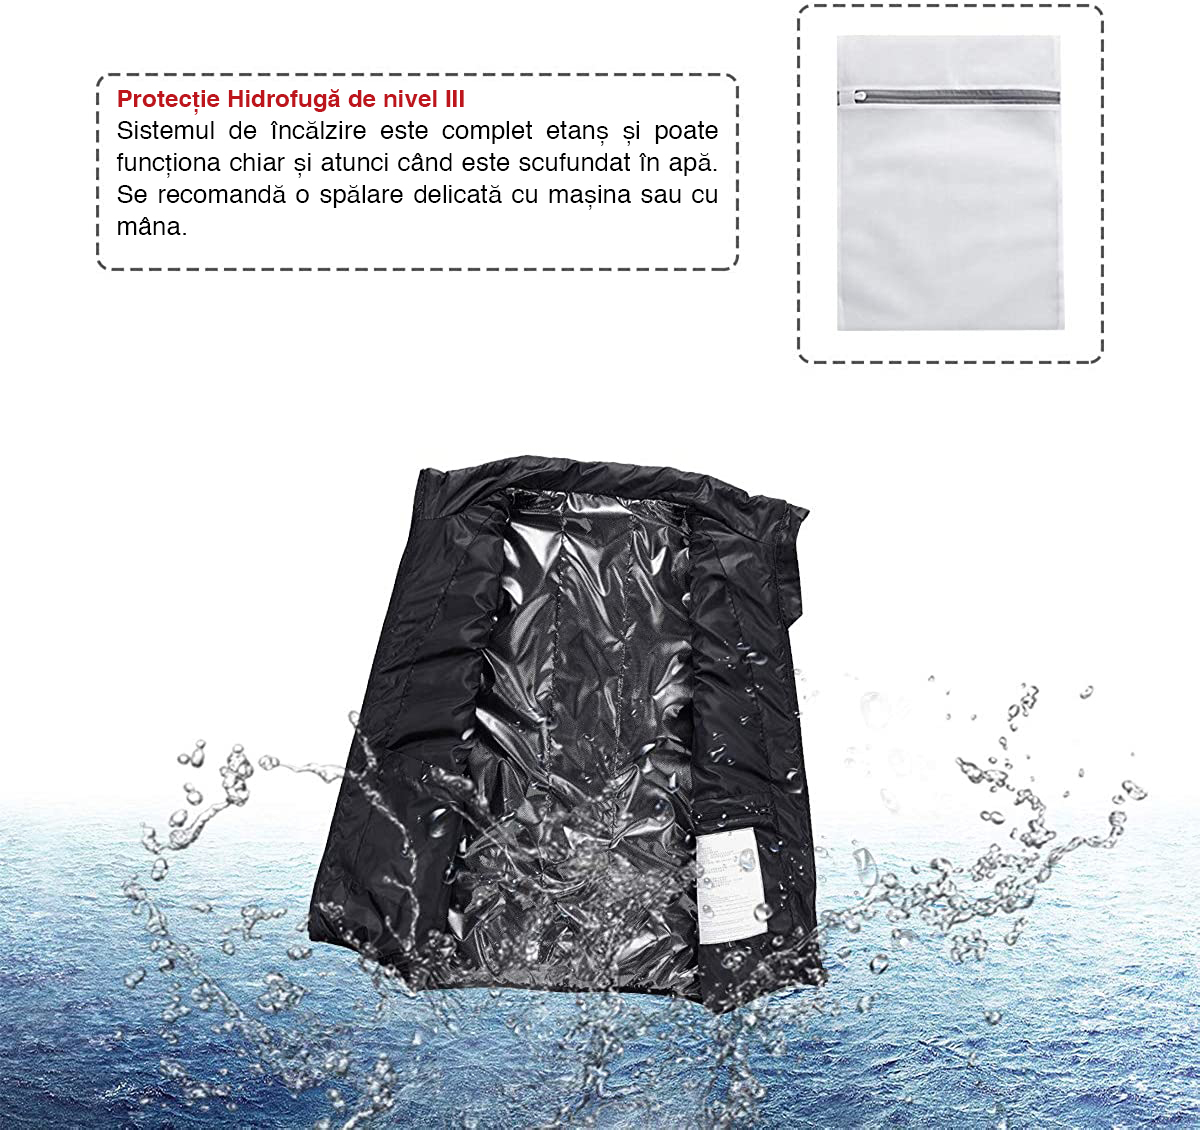 Protecție Hidrofugă de nivel III
Sistemul de încălzire este complet etanș și poate
funcționa chiar și atunci când este scufundat în apă.
Se recomandă o spălare delicată cu mașina sau cu
mâna.